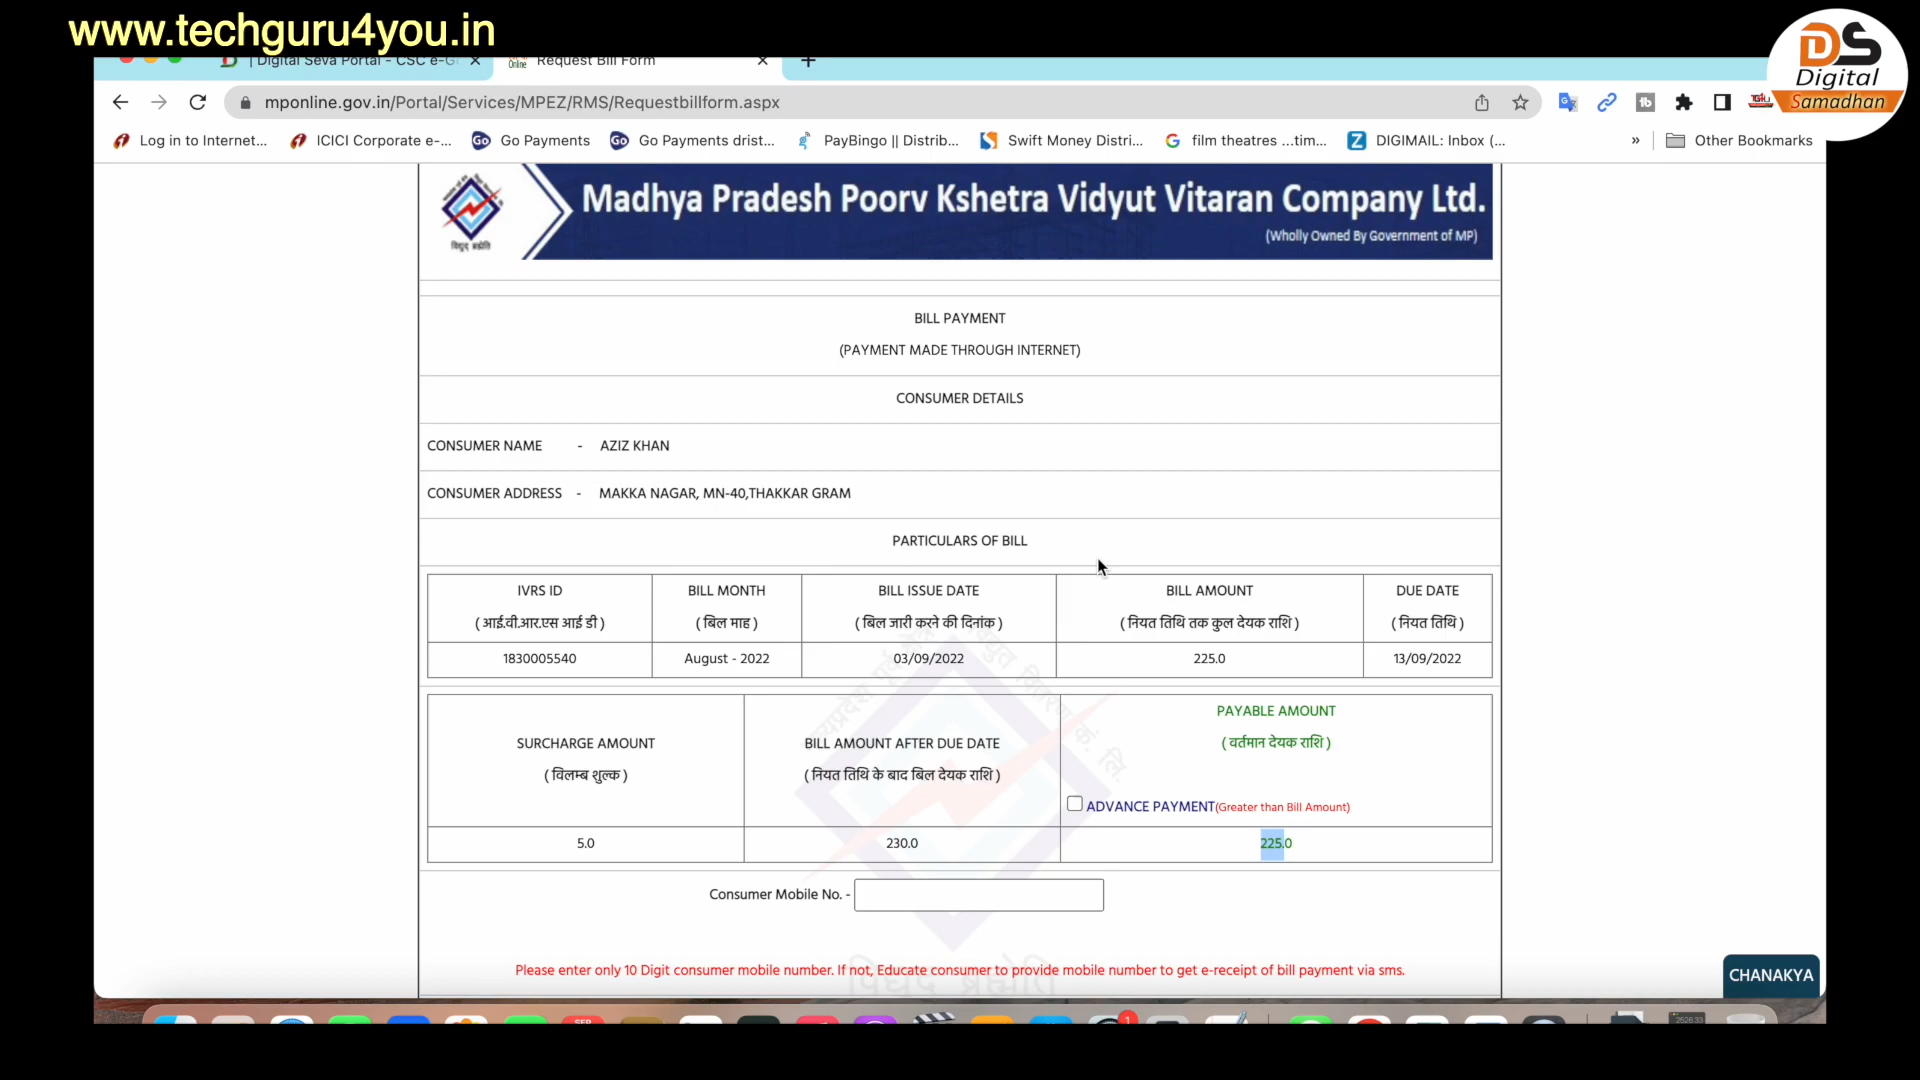 www.techguru4you.in
DS
Digital
Samadhan
| Digital Seva Portal - CSC e-G
Request Bill Form
mponline.gov.in/Portal/Services/MPEZ/RMS/Requestbillform.aspx
Log in to Internet...
ICICI Corporate e-...
Go Payments
Go Payments drist...
PayBingo || Distrib...
Swift Money Distri...
film theatres ...tim...
DIGIMAIL: Inbox (...
»
Other Bookmarks
Madhya Pradesh Poorv Kshetra Vidyut Vitaran Company Ltd.
(Wholly Owned By Government of MP)
BILL PAYMENT
(PAYMENT MADE THROUGH INTERNET)
CONSUMER DETAILS
CONSUMER NAME - AZIZ KHAN
CONSUMER ADDRESS - MAKKA NAGAR, MN-40,THAKKAR GRAM
PARTICULARS OF BILL
IVRS ID BILL MONTH BILL ISSUE DATE BILL AMOUNT DUE DATE
( आई.वी.आर.एस आई डी ) ( बिल माह ) ( बिल जारी करने की दिनांक ) ( नियत तिथि तक कुल देयक राशि ) ( नियत तिथि )
1830005540 August - 2022 03/09/2022 225.0 13/09/2022
PAYABLE AMOUNT
( वर्तमान देयक राशि )
SURCHARGE AMOUNT BILL AMOUNT AFTER DUE DATE
( विलम्ब शुल्क ) ( नियत तिथि के बाद बिल देयक राशि )
ADVANCE PAYMENT(Greater than Bill Amount)
5.0 230.0 225.0
Consumer Mobile No. -
Please enter only 10 Digit consumer mobile number. If not, Educate consumer to provide mobile number to get e-receipt of bill payment via sms.
CHANAKYA